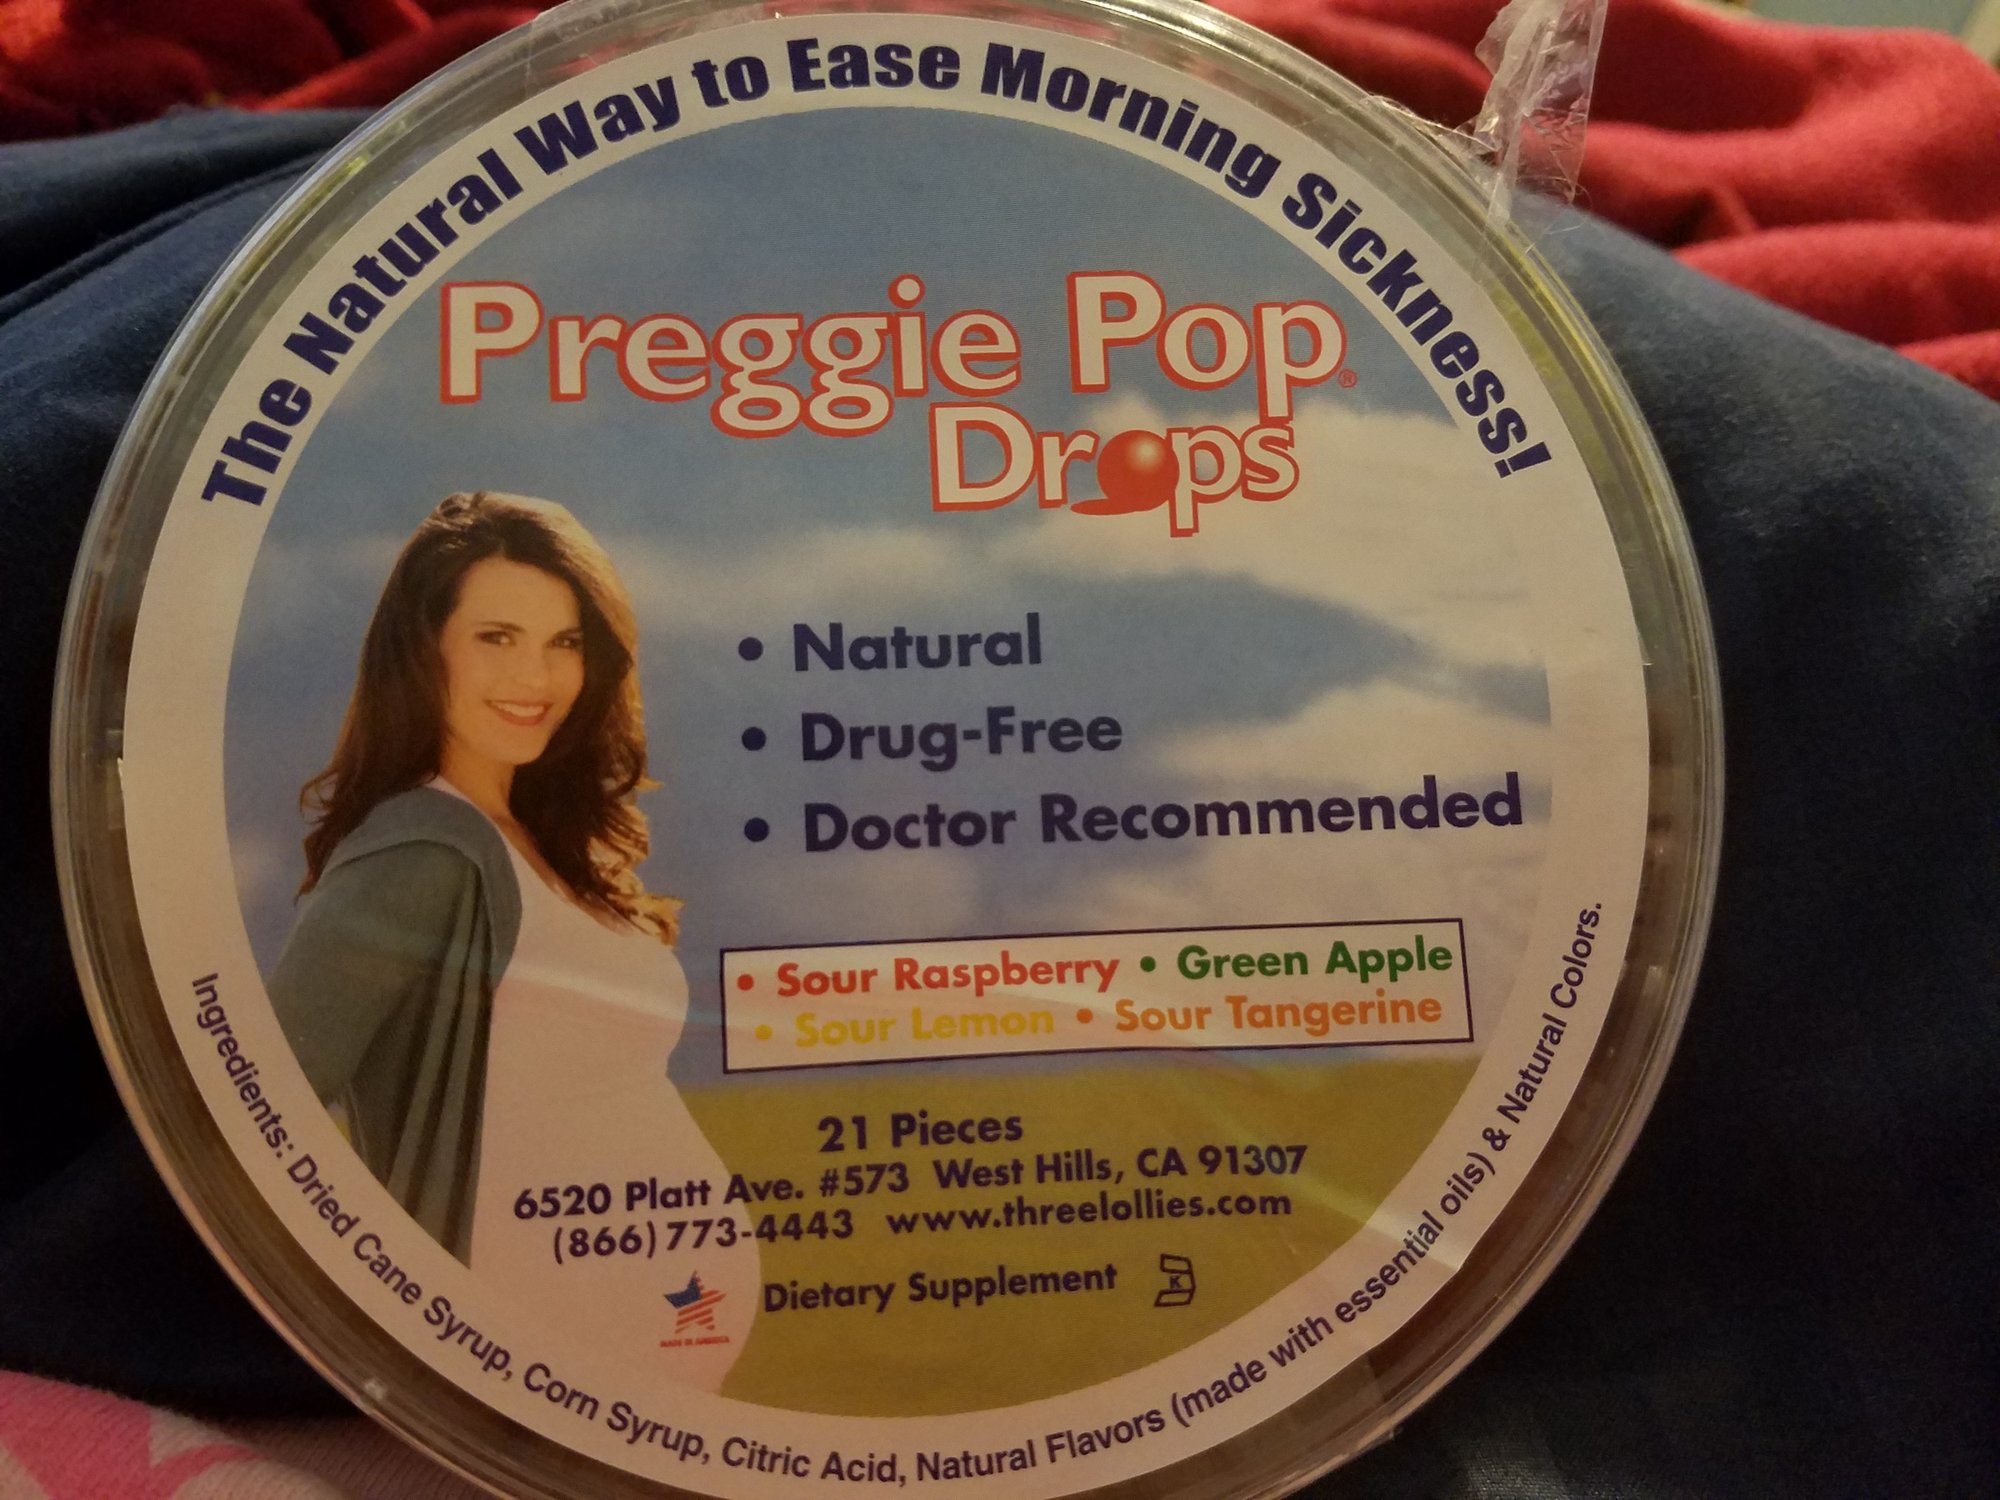 The Natural Way to Ease Morning Sickness!
Preggie Pop®
Drops
• Natural
• Drug-Free
• Doctor Recommended
• Sour Raspberry • Green Apple
• Sour Lemon • Sour Tangerine
21 Pieces
6520 Platt Ave. #573 West Hills, CA 91307
(866)773-4443 www.threelollies.com
MADE IN AMERICA
Dietary Supplement K
Ingredients: Dried Cane Syrup, Corn Syrup, Citric Acid, Natural Flavors (made with essential oils) & Natural Colors.